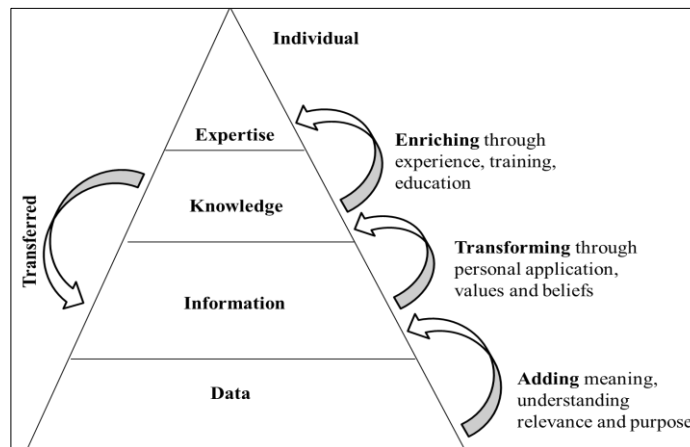 Individual
Expertise
Enriching through
experience, training,
education
Knowledge
Transferred
Transforming through
personal application,
values and beliefs
Information
Adding meaning,
understanding
relevance and purpose
Data